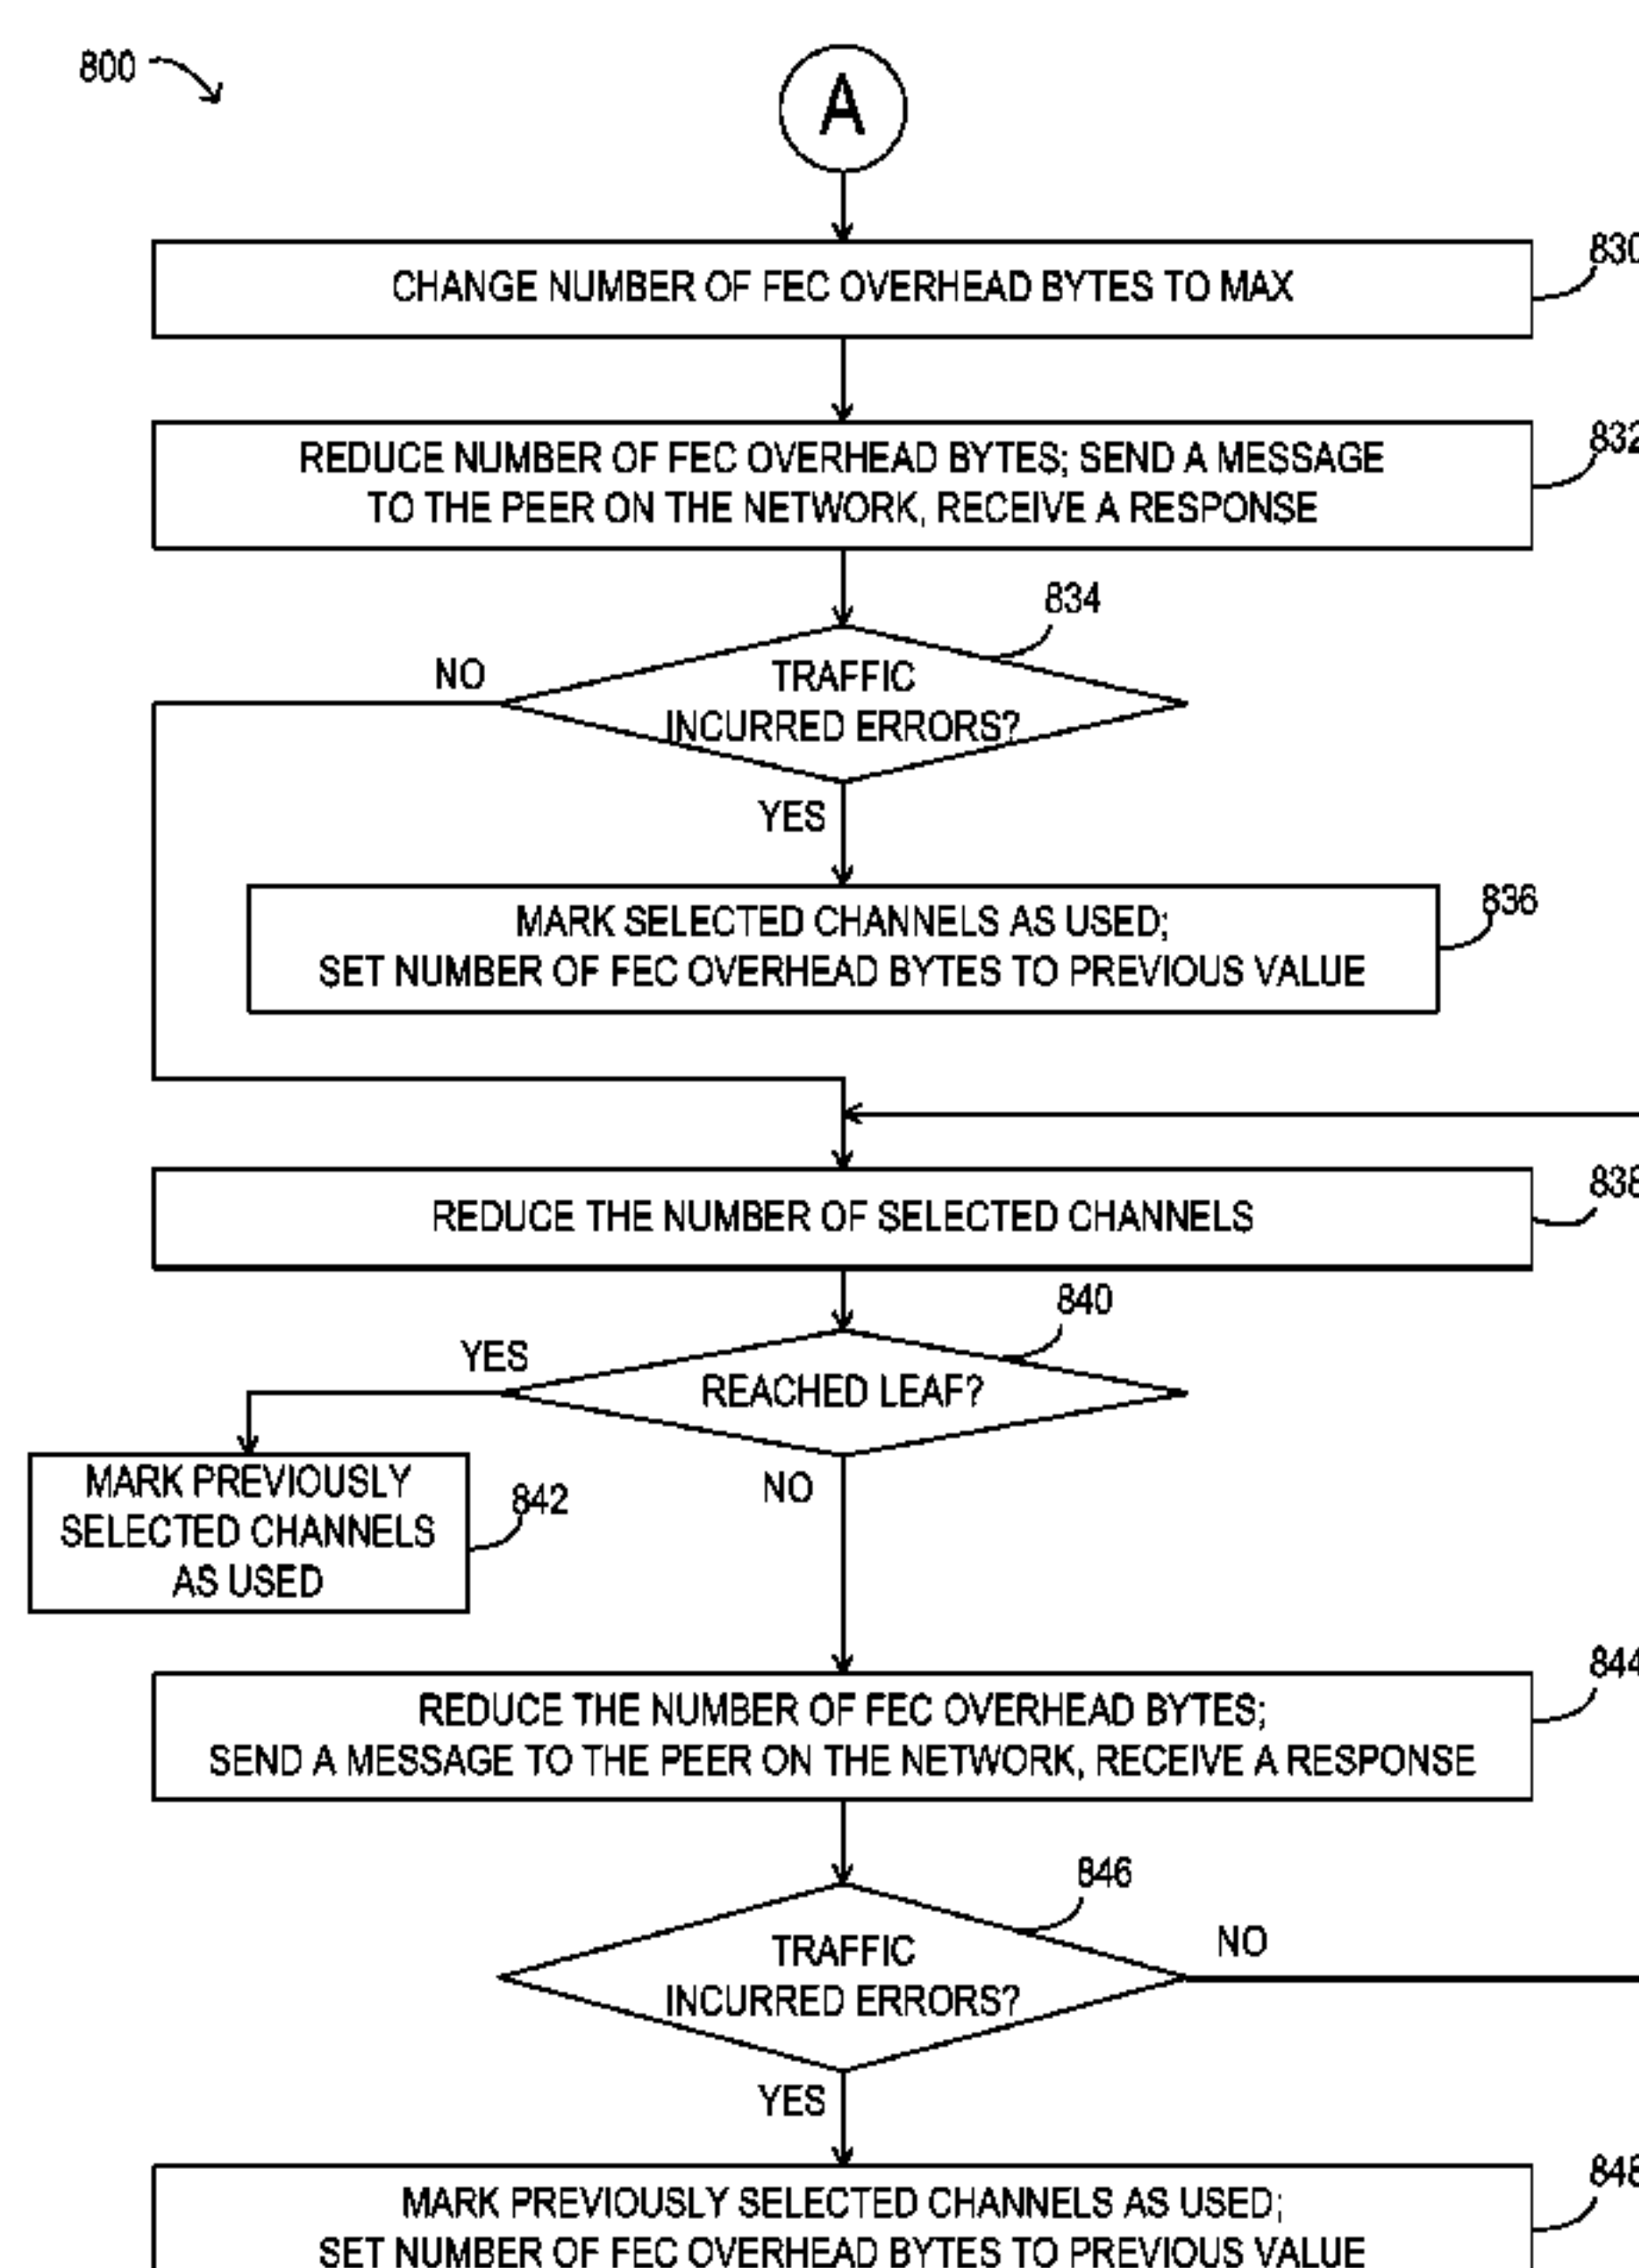 800
A
CHANGE NUMBER OF FEC OVERHEAD BYTES TO MAX
830
REDUCE NUMBER OF FEC OVERHEAD BYTES; SEND A MESSAGE
TO THE PEER ON THE NETWORK, RECEIVE A RESPONSE
832
834
TRAFFIC
INCURRED ERRORS?
NO
YES
MARK SELECTED CHANNELS AS USED;
SET NUMBER OF FEC OVERHEAD BYTES TO PREVIOUS VALUE
836
REDUCE THE NUMBER OF SELECTED CHANNELS
838
840
REACHED LEAF?
YES
NO
MARK PREVIOUSLY
SELECTED CHANNELS
AS USED
842
REDUCE THE NUMBER OF FEC OVERHEAD BYTES;
SEND A MESSAGE TO THE PEER ON THE NETWORK, RECEIVE A RESPONSE
844
846
TRAFFIC
INCURRED ERRORS?
NO
YES
MARK PREVIOUSLY SELECTED CHANNELS AS USED;
SET NUMBER OF FEC OVERHEAD BYTES TO PREVIOUS VALUE
848